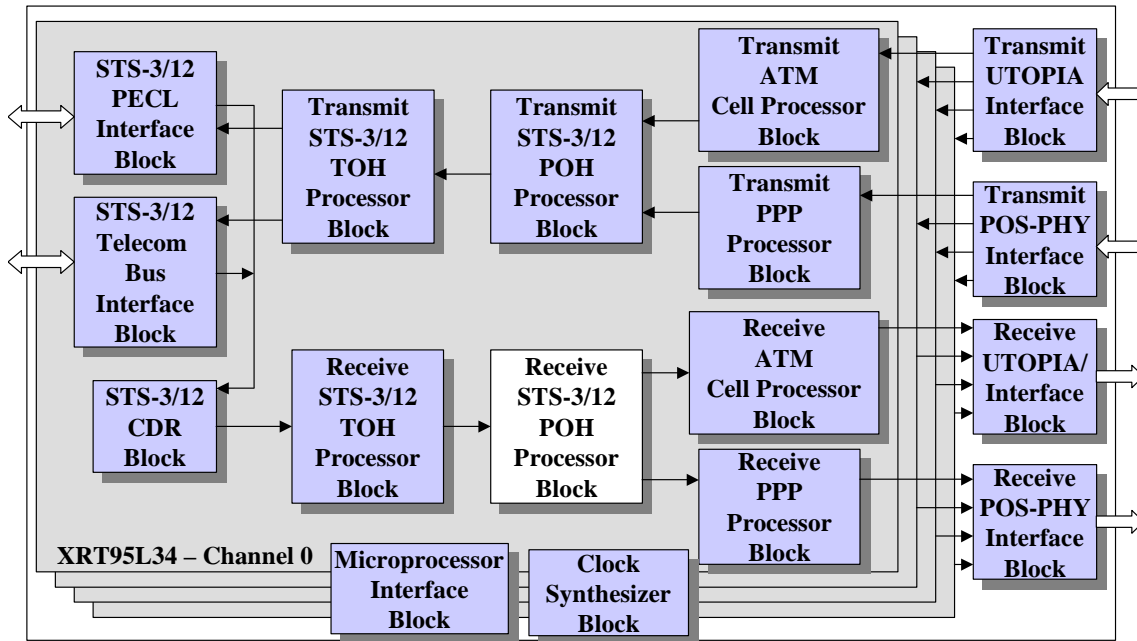 STS-3/12
PECL
Interface
Block
Transmit
STS-3/12
TOH
Processor
Block
Transmit
STS-3/12
POH
Processor
Block
Transmit
ATM
Cell Processor
Block
Transmit
UTOPIA
Interface
Block
STS-3/12
Telecom
Bus
Interface
Block
Transmit
PPP
Processor
Block
Transmit
POS-PHY
Interface
Block
STS-3/12
CDR
Block
Receive
STS-3/12
TOH
Processor
Block
Receive
STS-3/12
POH
Processor
Block
Receive
ATM
Cell Processor
Block
Receive
UTOPIA/
Interface
Block
Receive
PPP
Processor
Block
Receive
POS-PHY
Interface
Block
XRT95L34 – Channel 0
Microprocessor
Interface
Block
Clock
Synthesizer
Block